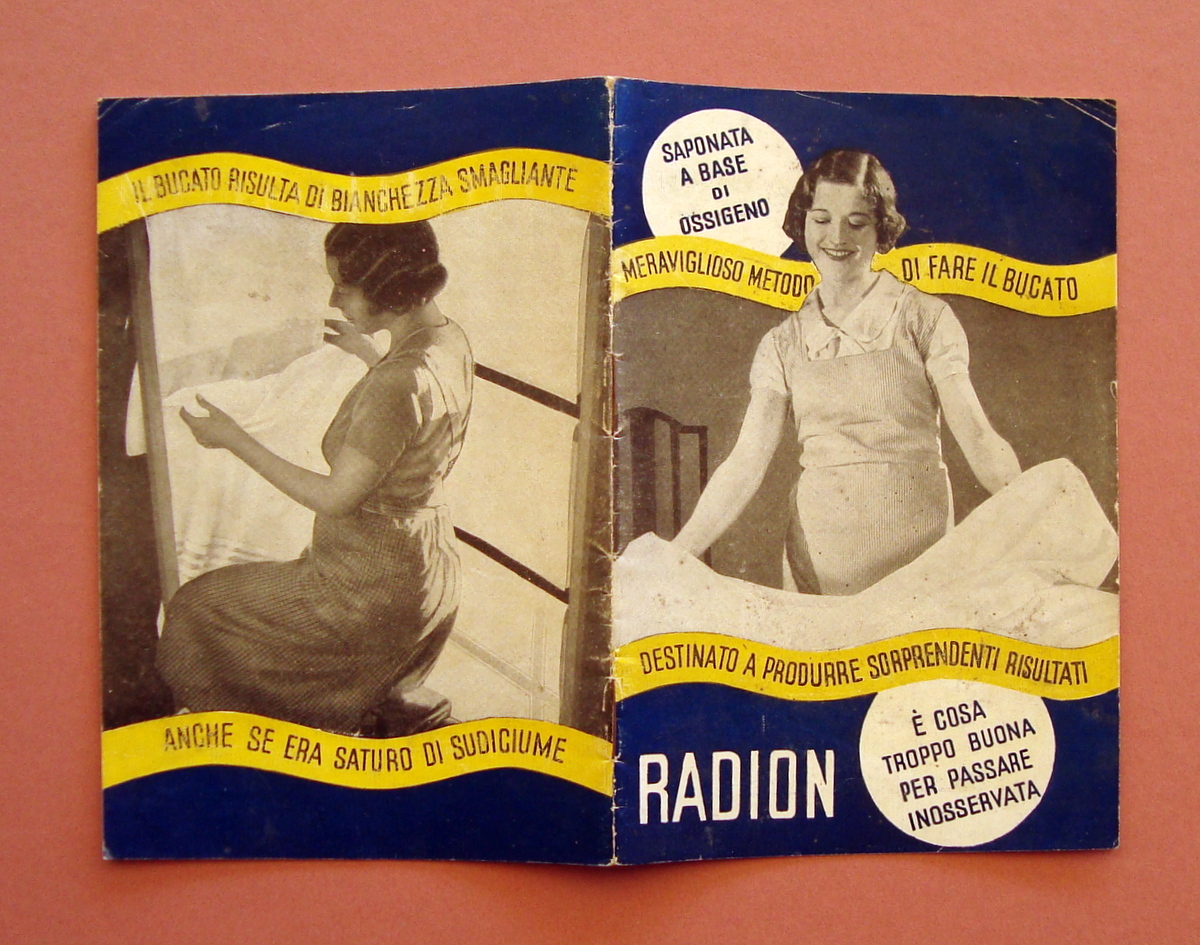 IL BUCATO RISULTA DI BIANCHEZZA SMAGLIANTE
ANCHE SE ERA SATURO DI SUDICIUME
SAPONATA
A BASE
DI
OSSIGENO
MERAVIGLIOSO METODO DI FARE IL BUCATO
DESTINATO A PRODURRE SORPRENDENTI RISULTATI
RADION
È COSA
TROPPO BUONA
PER PASSARE
INOSSERVATA